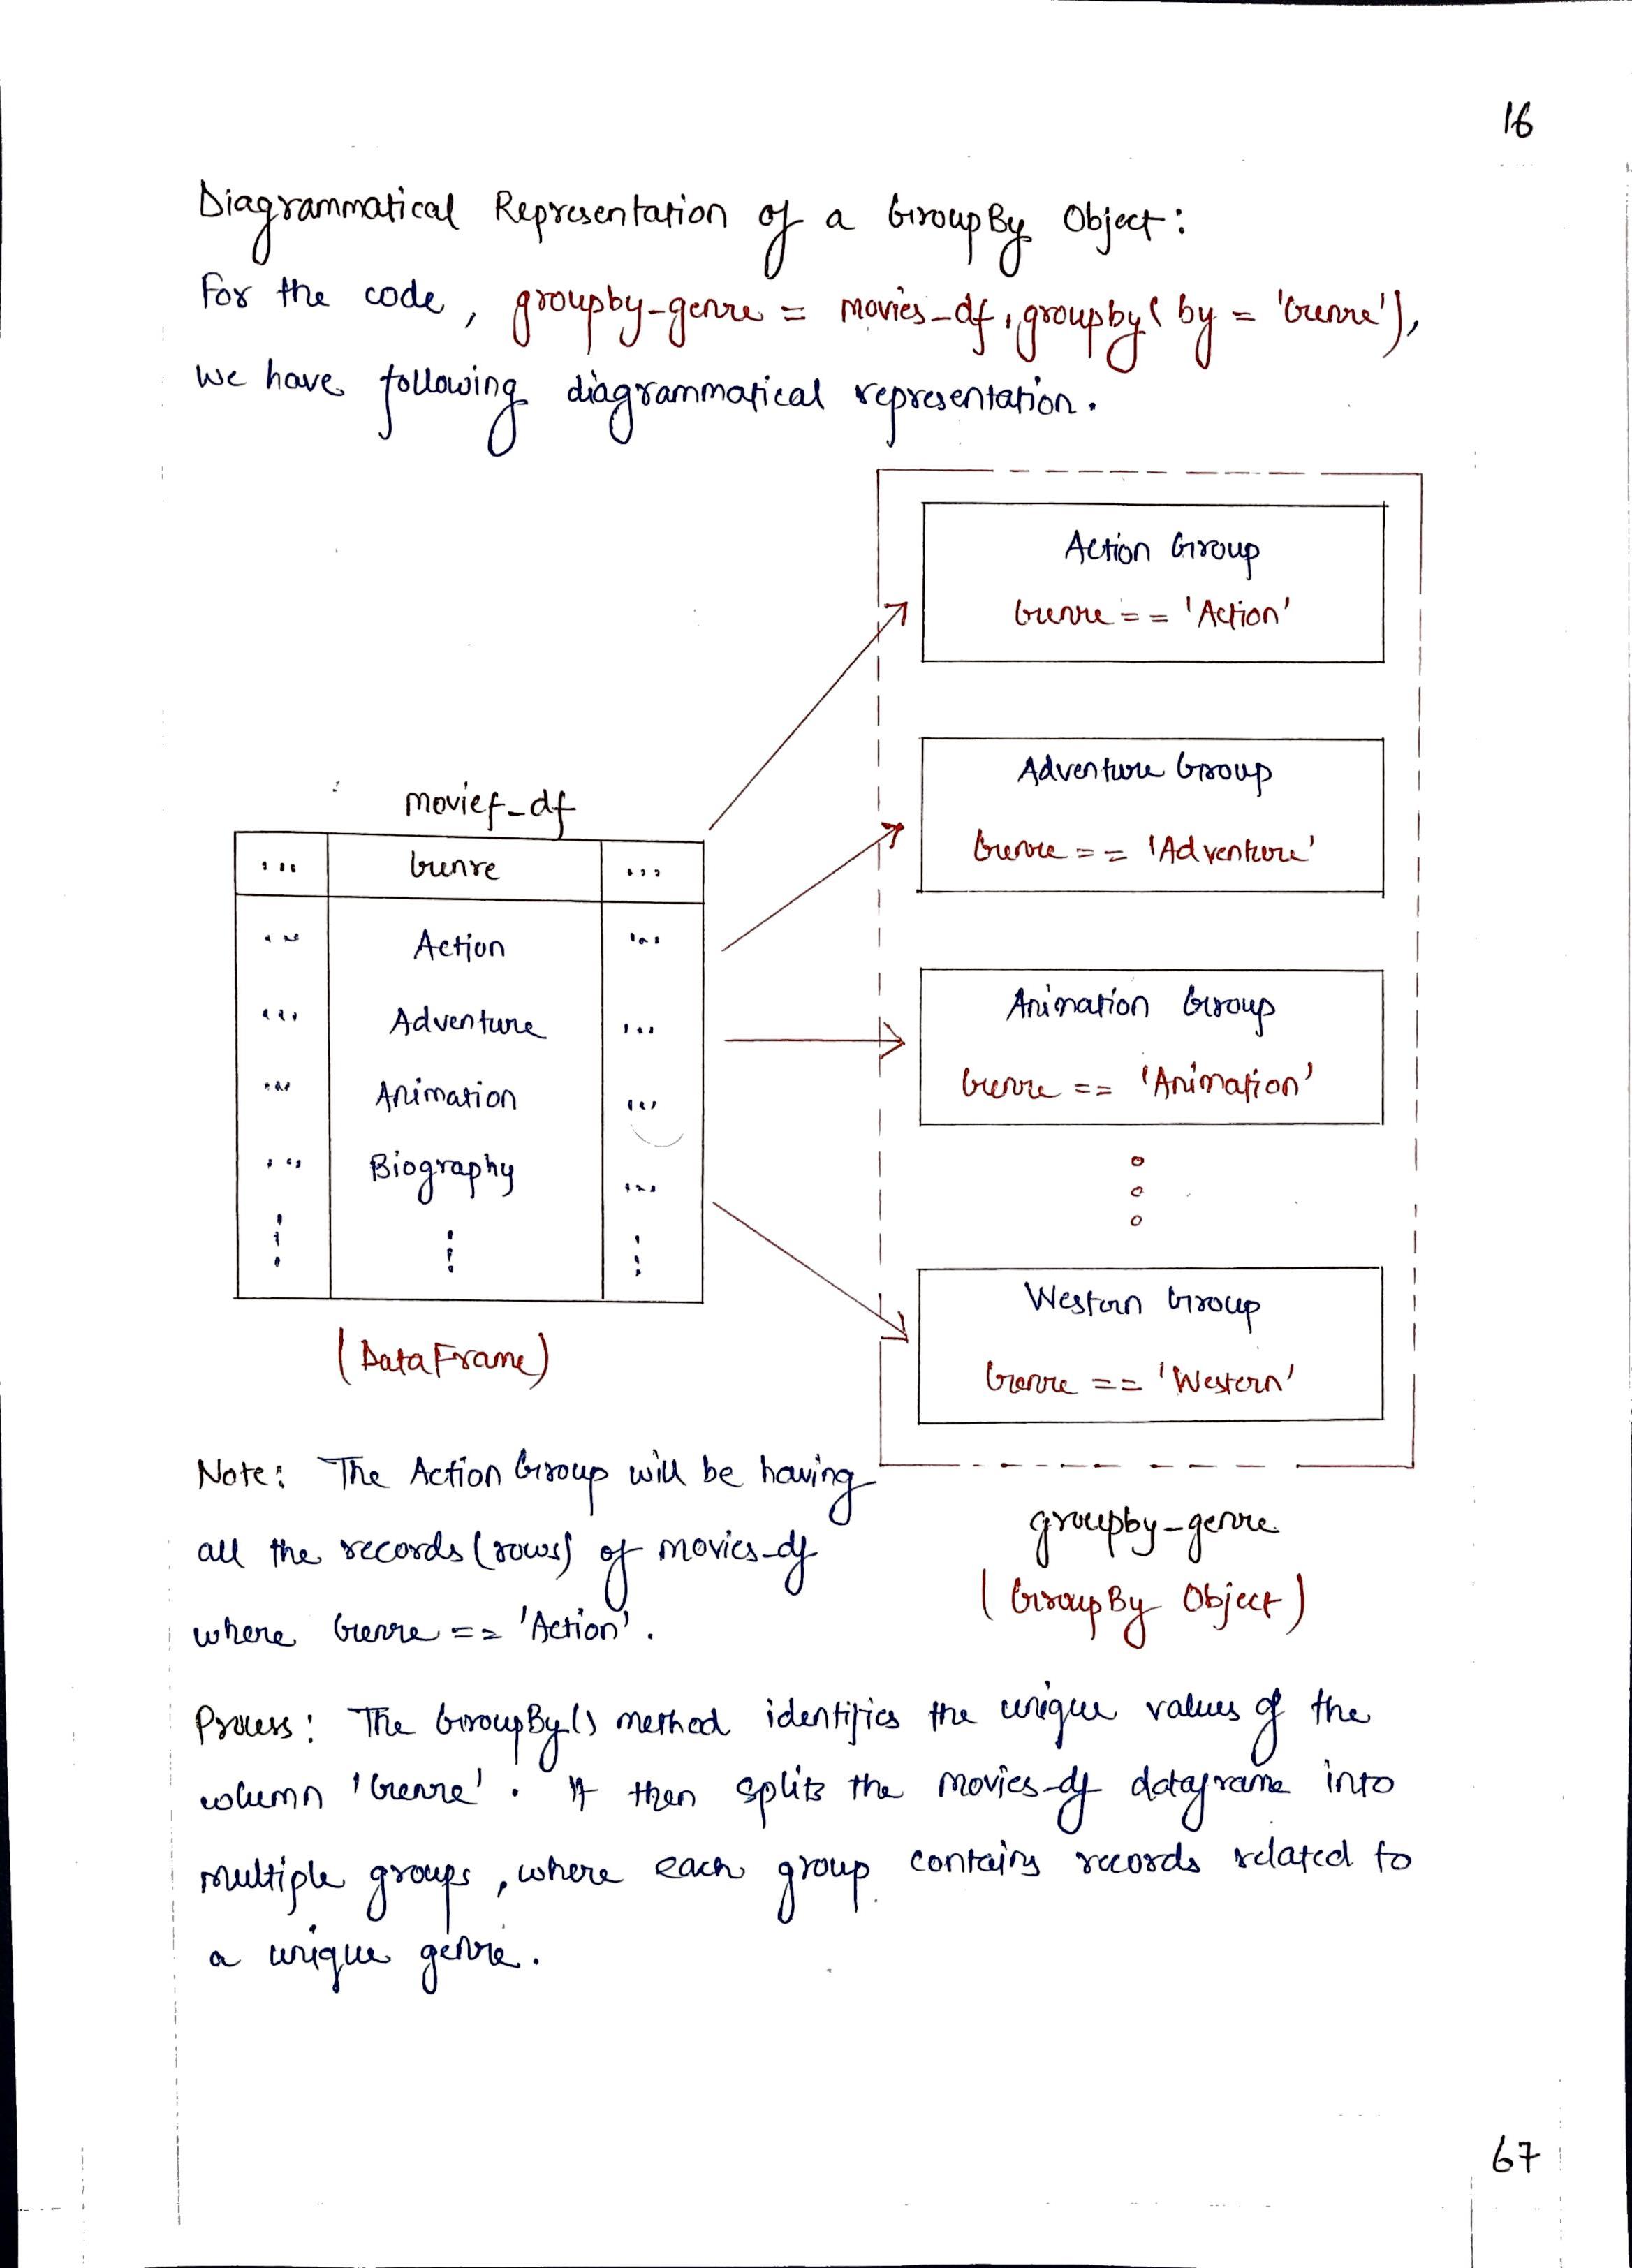 16
Diagrammatical Representation of a GroupBy Object:
For the code, groupby-genre = movies_df.groupby(by = 'Genre'),
we have following diagrammatical representation.
Action Group
Genre == 'Action'
Adventure Group
Genre == 'Adventure'
movies_df
... Genre ...
... Action ...
... Adventure ...
... Animation ...
... Biography ...
(DataFrame)
Animation Group
Genre == 'Animation'
Western Group
Genre == 'Western'
groupby-genre
(GroupBy Object)
Note: The Action Group will be having
all the records (rows) of movies_df
where Genre == 'Action'.
Process: The GroupBy() method identifies the unique values of the
column 'Genre'. It then splits the movies_df dataframe into
multiple groups, where each group contains records related to
a unique genre.
67